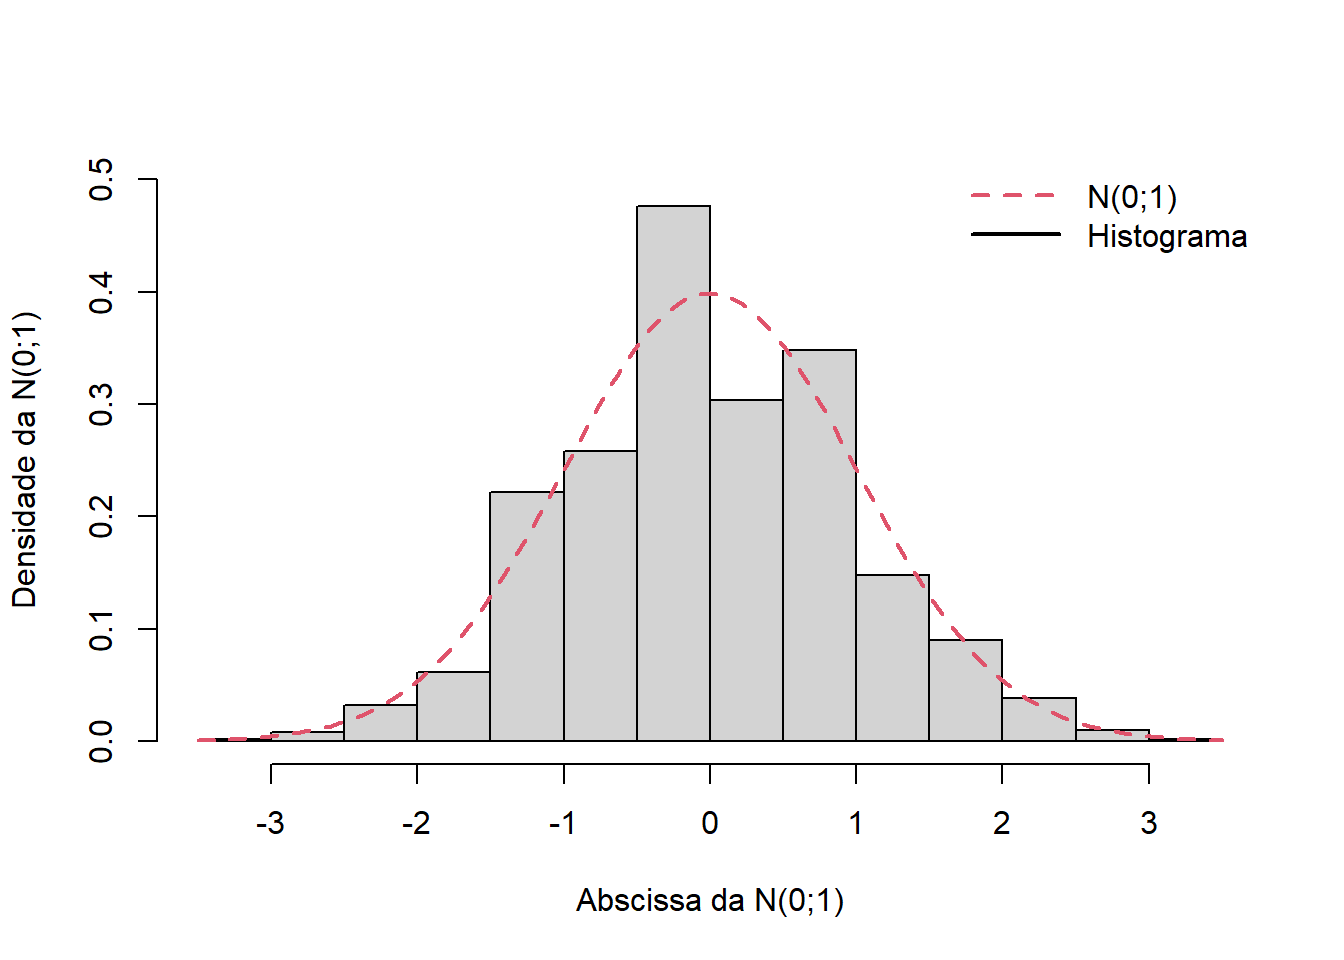 N(0;1)
Histograma
Densidade da N(0;1)
0.5
0.4
0.3
0.2
0.1
0.0
-3 -2 -1 0 1 2 3
Abscissa da N(0;1)